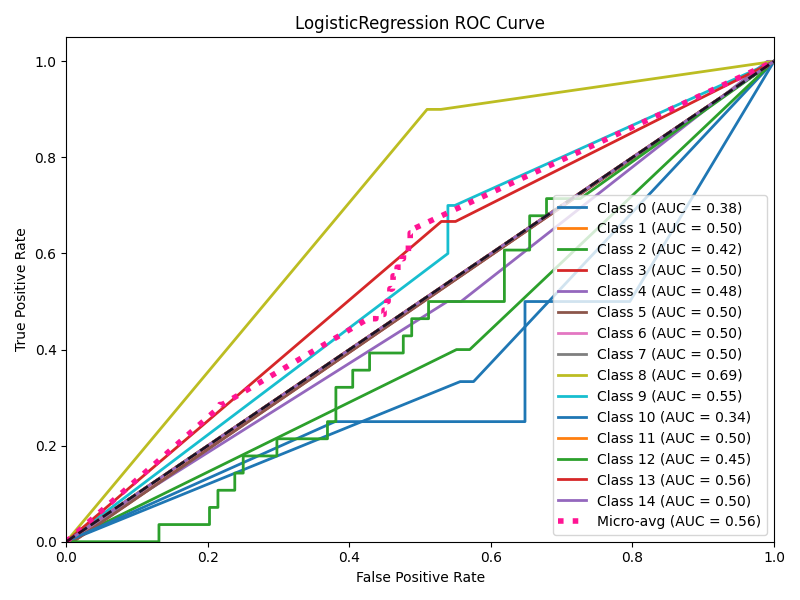 LogisticRegression ROC Curve
True Positive Rate
1.0
0.8
0.6
0.4
0.2
0.0
Class 0 (AUC = 0.38)
Class 1 (AUC = 0.50)
Class 2 (AUC = 0.42)
Class 3 (AUC = 0.50)
Class 4 (AUC = 0.48)
Class 5 (AUC = 0.50)
Class 6 (AUC = 0.50)
Class 7 (AUC = 0.50)
Class 8 (AUC = 0.69)
Class 9 (AUC = 0.55)
Class 10 (AUC = 0.34)
Class 11 (AUC = 0.50)
Class 12 (AUC = 0.45)
Class 13 (AUC = 0.56)
Class 14 (AUC = 0.50)
Micro-avg (AUC = 0.56)
0.0 0.2 0.4 0.6 0.8 1.0
False Positive Rate